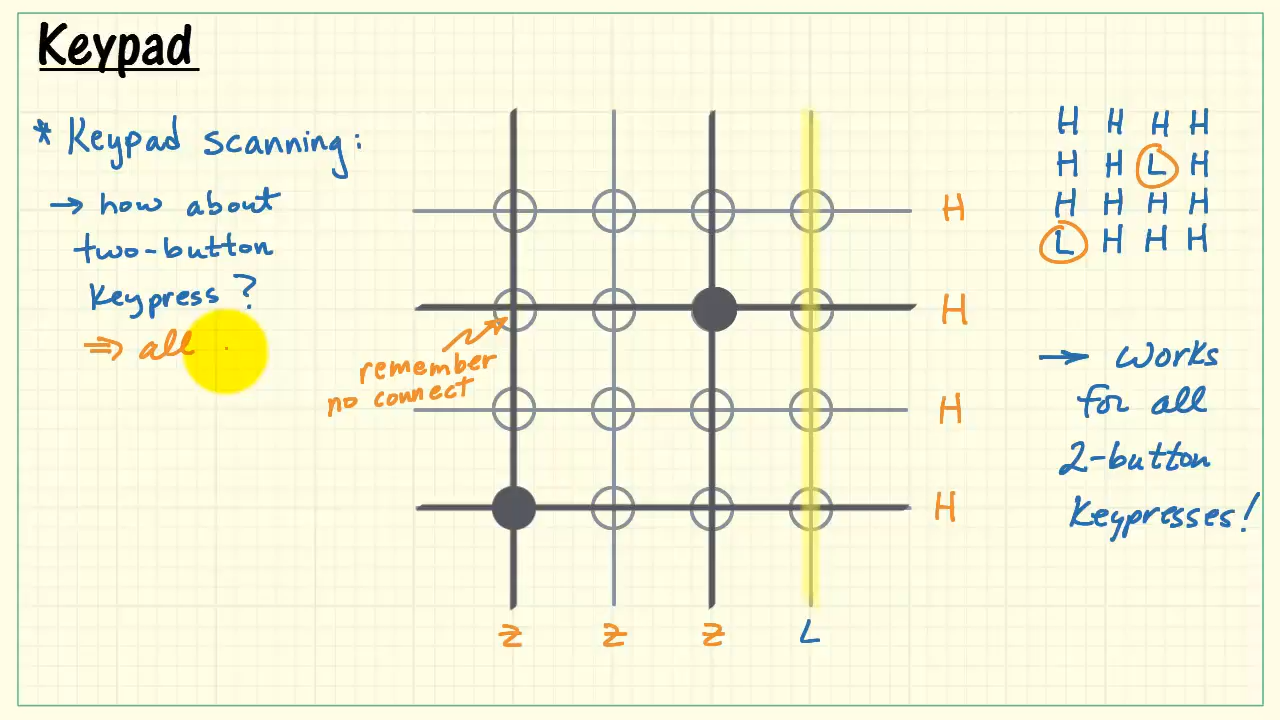 Keypad
* Keypad scanning:
→ how about
two-button
keypress?
⇒ all
remember
no connect
H
H
H
H
Z Z Z L
H H H H
H H L H
H H H H
L H H H
→ works
for all
2-button
keypresses!